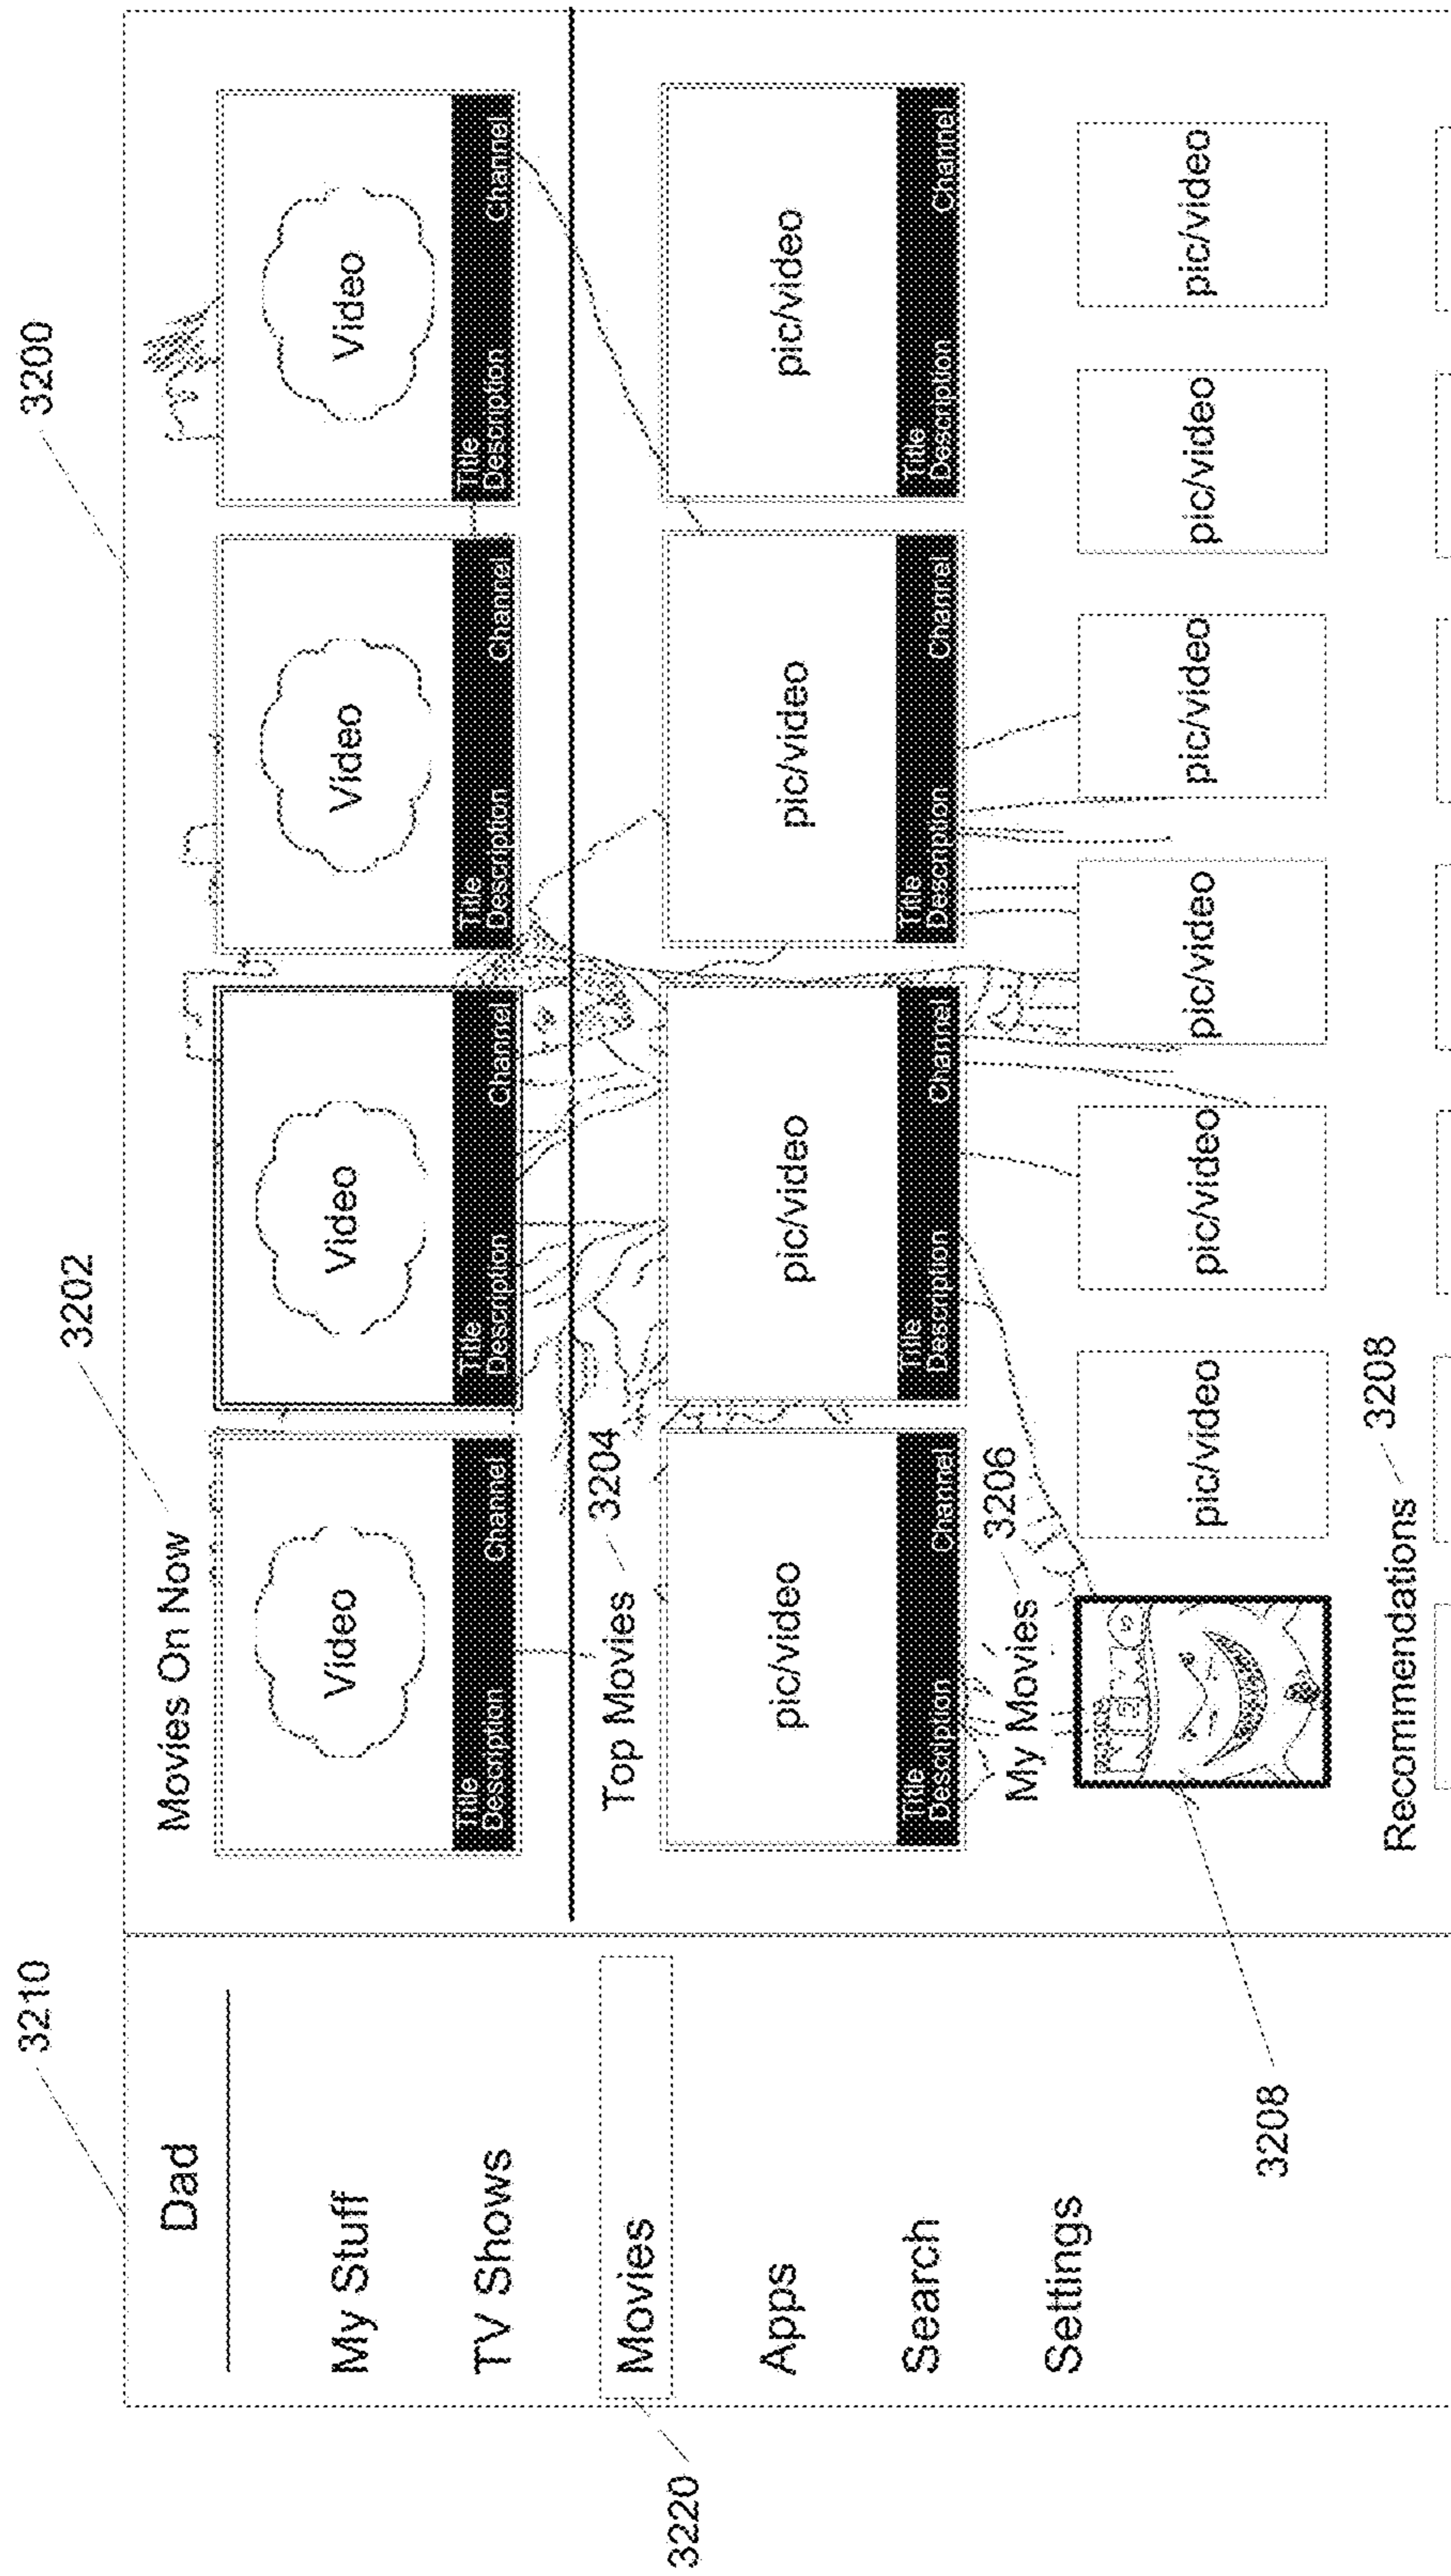 3210
3200
3202
Dad
My Stuff
TV Shows
3220
Movies
Apps
Search
Settings
3208
Movies On Now
Video
Video
Video
Video
Title
Description Channel
Title
Description Channel
Title
Description Channel
Title
Description Channel
Top Movies 3204
pic/video
pic/video
pic/video
pic/video
Title
Description Channel
Title
Description Channel
Title
Description Channel
Title
Description Channel
My Movies 3206
NEMO
pic/video
pic/video
pic/video
pic/video
pic/video
pic/video
Recommendations 3208